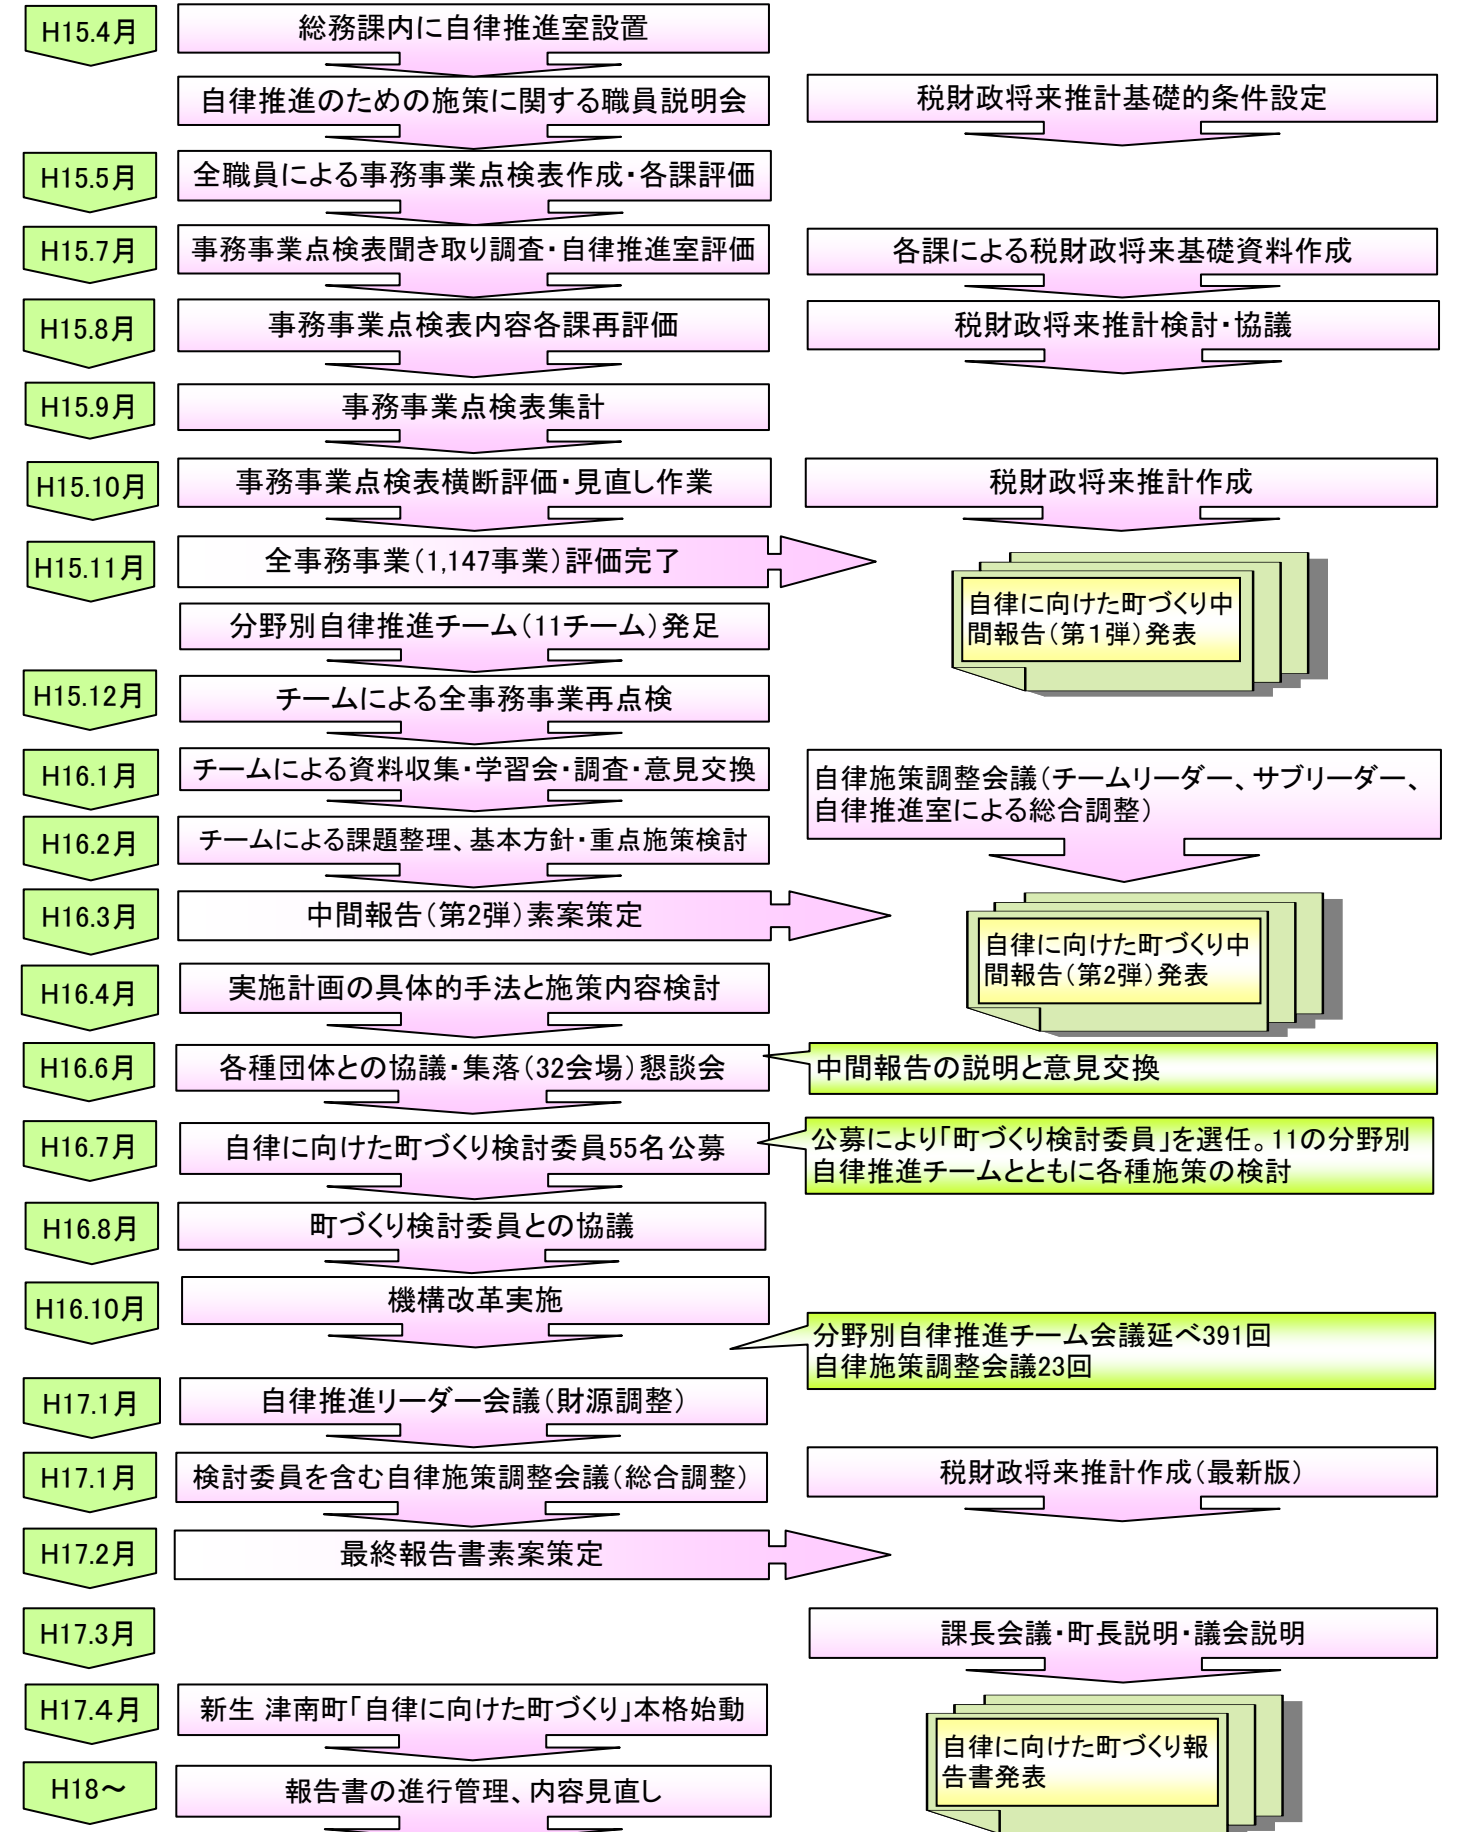 H15.4月
総務課内に自律推進室設置
自律推進のための施策に関する職員説明会
税財政将来推計基礎的条件設定
H15.5月
全職員による事務事業点検表作成・各課評価
H15.7月
事務事業点検表聞き取り調査・自律推進室評価
各課による税財政将来基礎資料作成
H15.8月
事務事業点検表内容各課再評価
税財政将来推計検討・協議
H15.9月
事務事業点検表集計
H15.10月
事務事業点検表横断評価・見直し作業
税財政将来推計作成
H15.11月
全事務事業(1,147事業)評価完了
自律に向けた町づくり中
間報告(第１弾)発表
分野別自律推進チーム(11チーム)発足
H15.12月
チームによる全事務事業再点検
H16.1月
チームによる資料収集・学習会・調査・意見交換
自律施策調整会議(チームリーダー、サブリーダー、
自律推進室による総合調整)
H16.2月
チームによる課題整理、基本方針・重点施策検討
H16.3月
中間報告(第2弾)素案策定
自律に向けた町づくり中
間報告(第2弾)発表
H16.4月
実施計画の具体的手法と施策内容検討
H16.6月
各種団体との協議・集落(32会場)懇談会
中間報告の説明と意見交換
H16.7月
自律に向けた町づくり検討委員55名公募
公募により「町づくり検討委員」を選任。11の分野別
自律推進チームとともに各種施策の検討
H16.8月
町づくり検討委員との協議
H16.10月
機構改革実施
分野別自律推進チーム会議延べ391回
自律施策調整会議23回
H17.1月
自律推進リーダー会議(財源調整)
H17.1月
検討委員を含む自律施策調整会議(総合調整)
税財政将来推計作成(最新版)
H17.2月
最終報告書素案策定
H17.3月
課長会議・町長説明・議会説明
H17.４月
新生 津南町「自律に向けた町づくり」本格始動
自律に向けた町づくり報
告書発表
H18～
報告書の進行管理、内容見直し